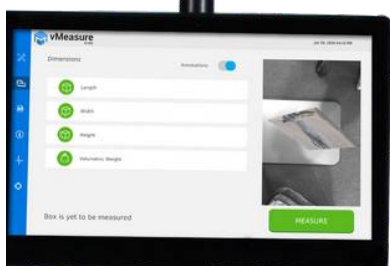 vMeasure
Dimensions
Annotations
Length
Width
Height
Volumetric Weight
Box is yet to be measured
MEASURE